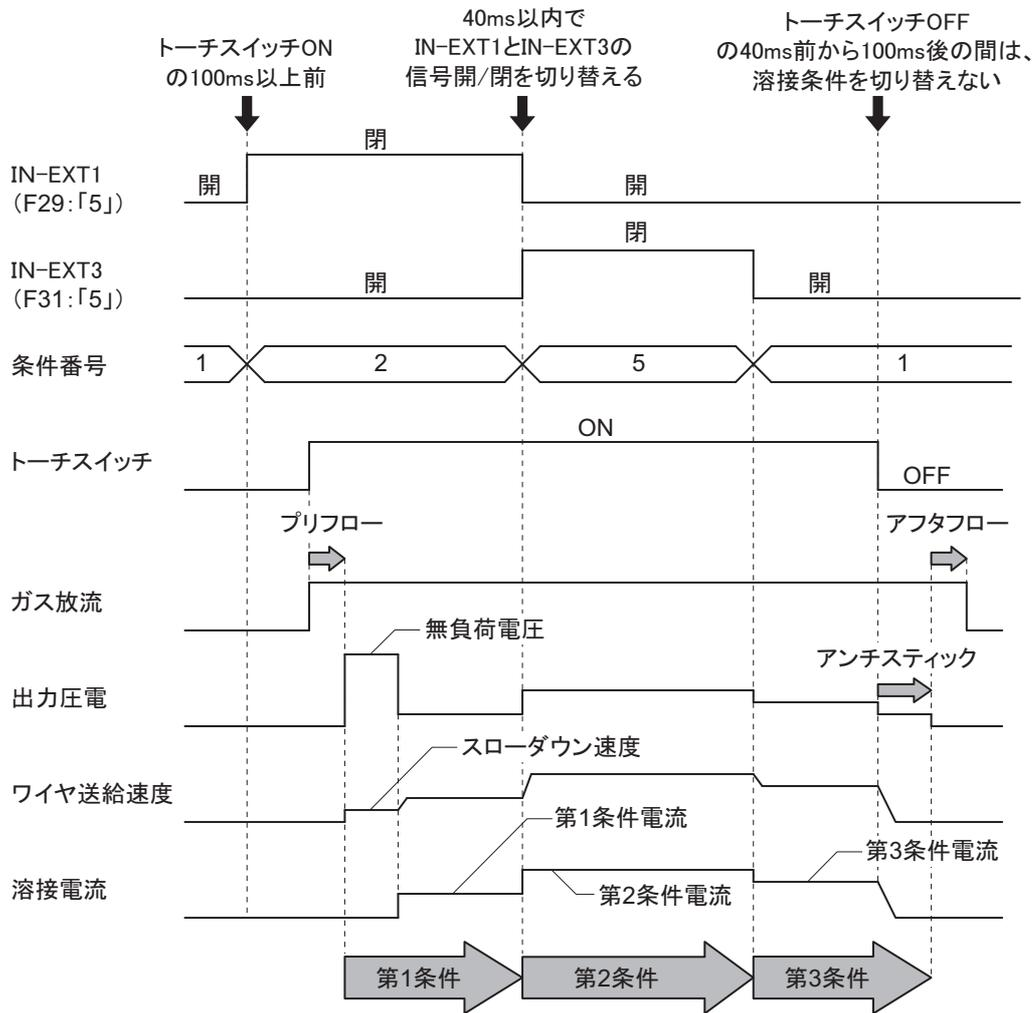 トーチスイッチON
の100ms以上前
40ms以内で
IN-EXT1とIN-EXT3の
信号開/閉を切り替える
トーチスイッチOFF
の40ms前から100ms後の間は、
溶接条件を切り替えない
IN-EXT1
(F29:「5」)
開
閉
開
IN-EXT3
(F31:「5」)
開
閉
開
条件番号
1
2
5
1
トーチスイッチ
ON
OFF
プリフロー
アフタフロー
ガス放流
無負荷電圧
アンチスティック
出力圧電
スローダウン速度
ワイヤ送給速度
第1条件電流
第3条件電流
溶接電流
第2条件電流
第1条件
第2条件
第3条件